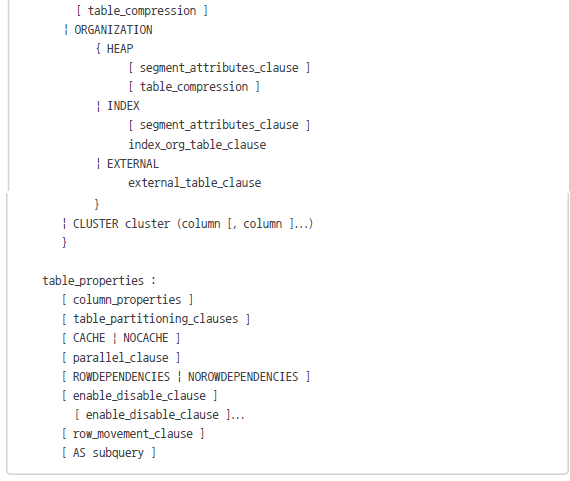 [ table_compression ]
¦ ORGANIZATION
{ HEAP
[ segment_attributes_clause ]
[ table_compression ]
¦ INDEX
[ segment_attributes_clause ]
index_org_table_clause
¦ EXTERNAL
external_table_clause
}
¦ CLUSTER cluster (column [, column ]...)
}
table_properties :
[ column_properties ]
[ table_partitioning_clauses ]
[ CACHE ¦ NOCACHE ]
[ parallel_clause ]
[ ROWDEPENDENCIES ¦ NOROWDEPENDENCIES ]
[ enable_disable_clause ]
[ enable_disable_clause ]...
[ row_movement_clause ]
[ AS subquery ]